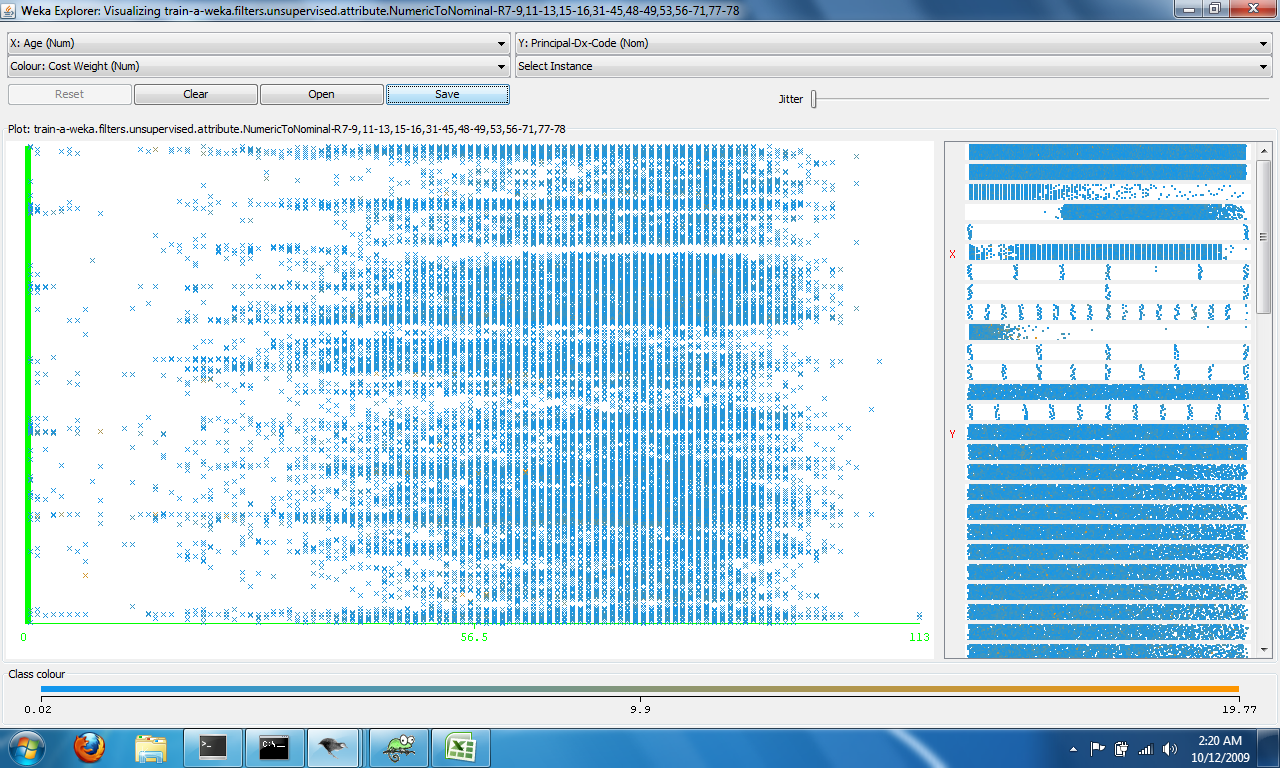 Weka Explorer: Visualizing train-a-weka.filters.unsupervised.attribute.NumericToNominal-R7-9,11-13,15-16,31-45,48-49,53,56-71,77-78
X: Age (Num)
Y: Principal-Dx-Code (Nom)
Colour: Cost Weight (Num)
Select Instance
Reset
Clear
Open
Save
Jitter
Plot: train-a-weka.filters.unsupervised.attribute.NumericToNominal-R7-9,11-13,15-16,31-45,48-49,53,56-71,77-78
X
Y
0
56.5
113
Class colour
0.02
9.9
19.77
C:\.
2:20 AM
10/12/2009